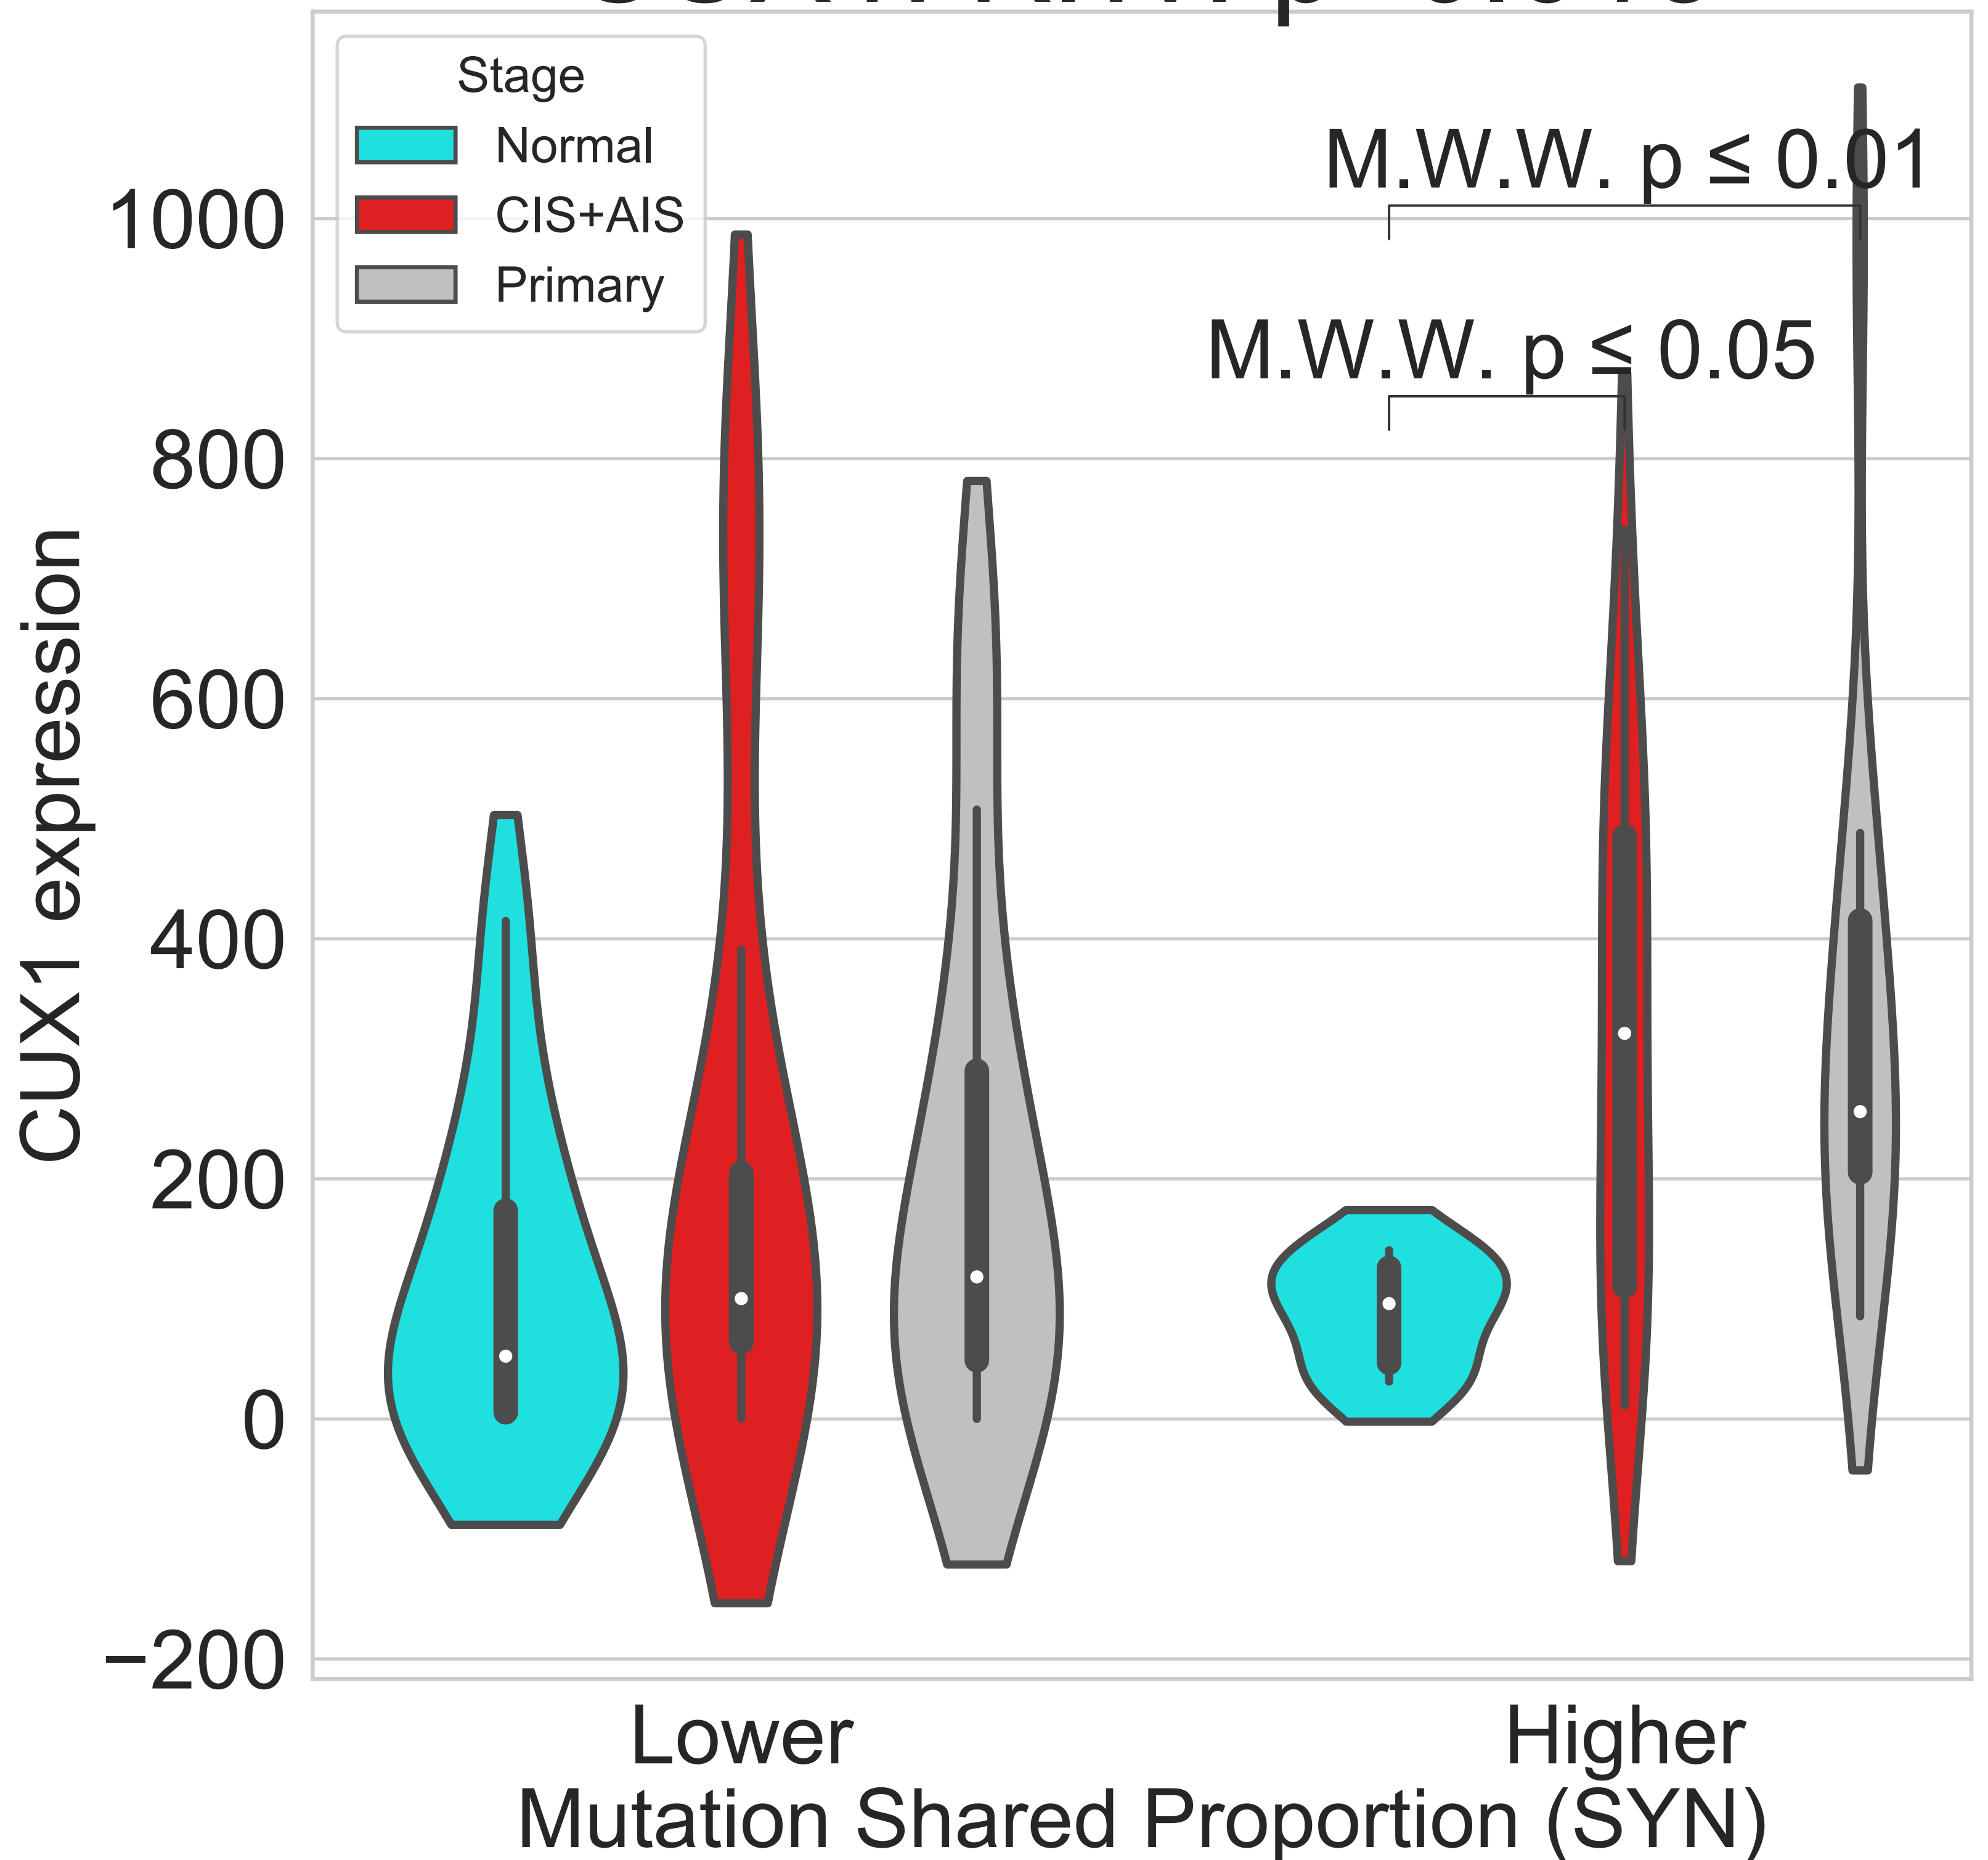 Stage
Normal
CIS+AIS
Primary
M.W.W. p ≤ 0.01
M.W.W. p ≤ 0.05
1000
800
600
400
200
0
−200
CUX1 expression
Lower
Higher
Mutation Shared Proportion (SYN)